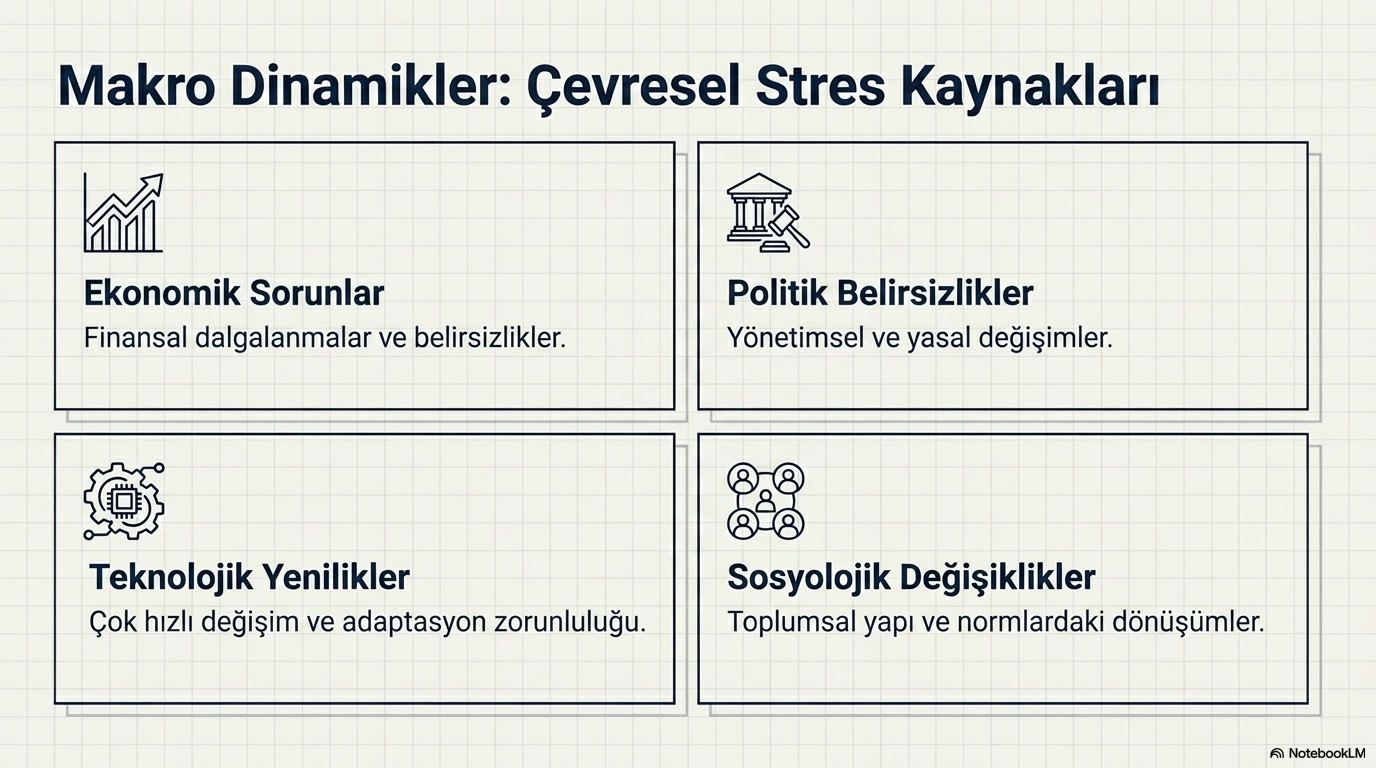 Makro Dinamikler: Çevresel Stres Kaynakları
Ekonomik Sorunlar
Finansal dalgalanmalar ve belirsizlikler.
Politik Belirsizlikler
Yönetimsel ve yasal değişimler.
Teknolojik Yenilikler
Çok hızlı değişim ve adaptasyon zorunluluğu.
Sosyolojik Değişiklikler
Toplumsal yapı ve normlardaki dönüşümler.
NotebookLM